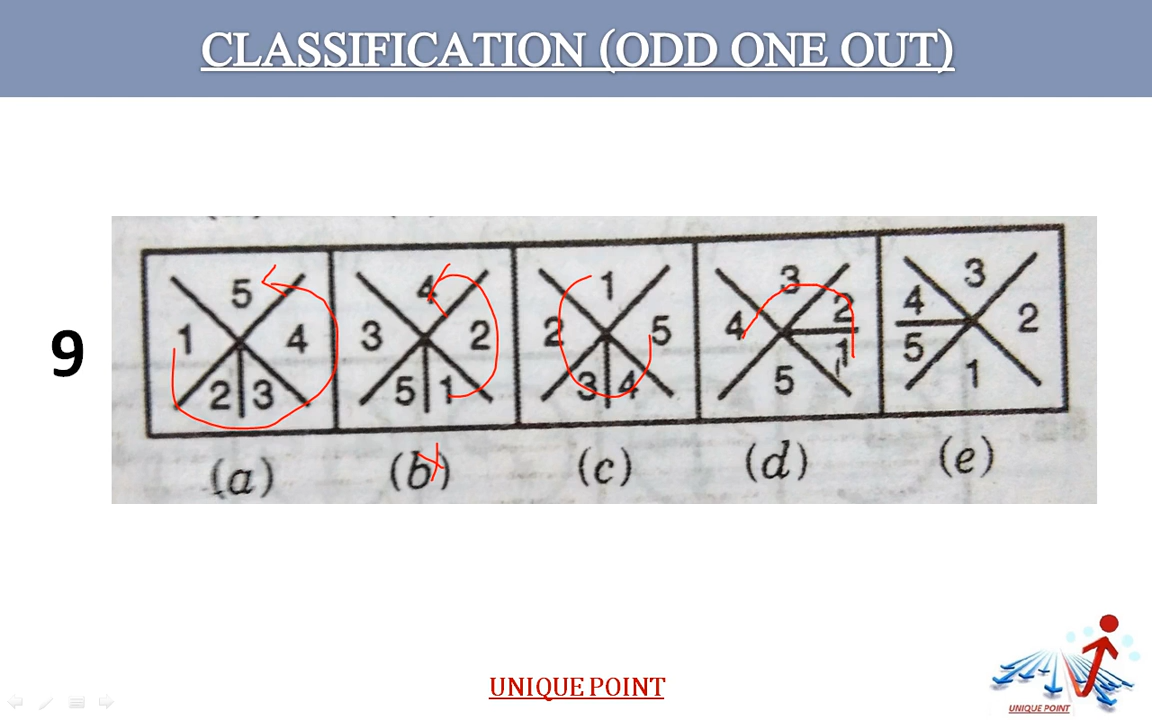 CLASSIFICATION (ODD ONE OUT)
9
5 4 3 2 1
4 2 1 5 3
1 5 4 3 2
3 2 1 5 4
3 2 1 5 4
(a) (b) (c) (d) (e)
UNIQUE POINT
UNIQUE POINT